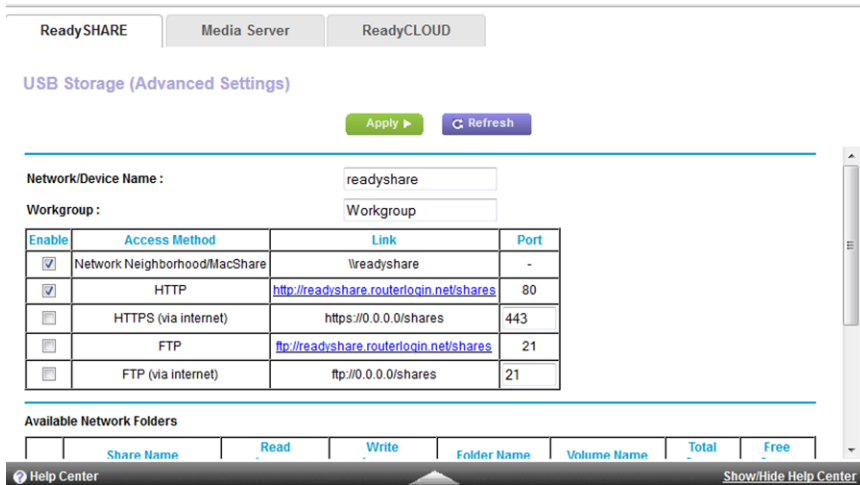 ReadySHARE Media Server ReadyCLOUD
USB Storage (Advanced Settings)
Apply Refresh
Network/Device Name : readyshare
Workgroup : Workgroup
Enable Access Method Link Port
Network Neighborhood/MacShare \\readyshare -
HTTP http://readyshare.routerlogin.net/shares 80
HTTPS (via internet) https://0.0.0.0/shares 443
FTP ftp://readyshare.routerlogin.net/shares 21
FTP (via internet) ftp://0.0.0.0/shares 21
Available Network Folders
Share Name Read Write Folder Name Volume Name Total Free
Help Center Show/Hide Help Center